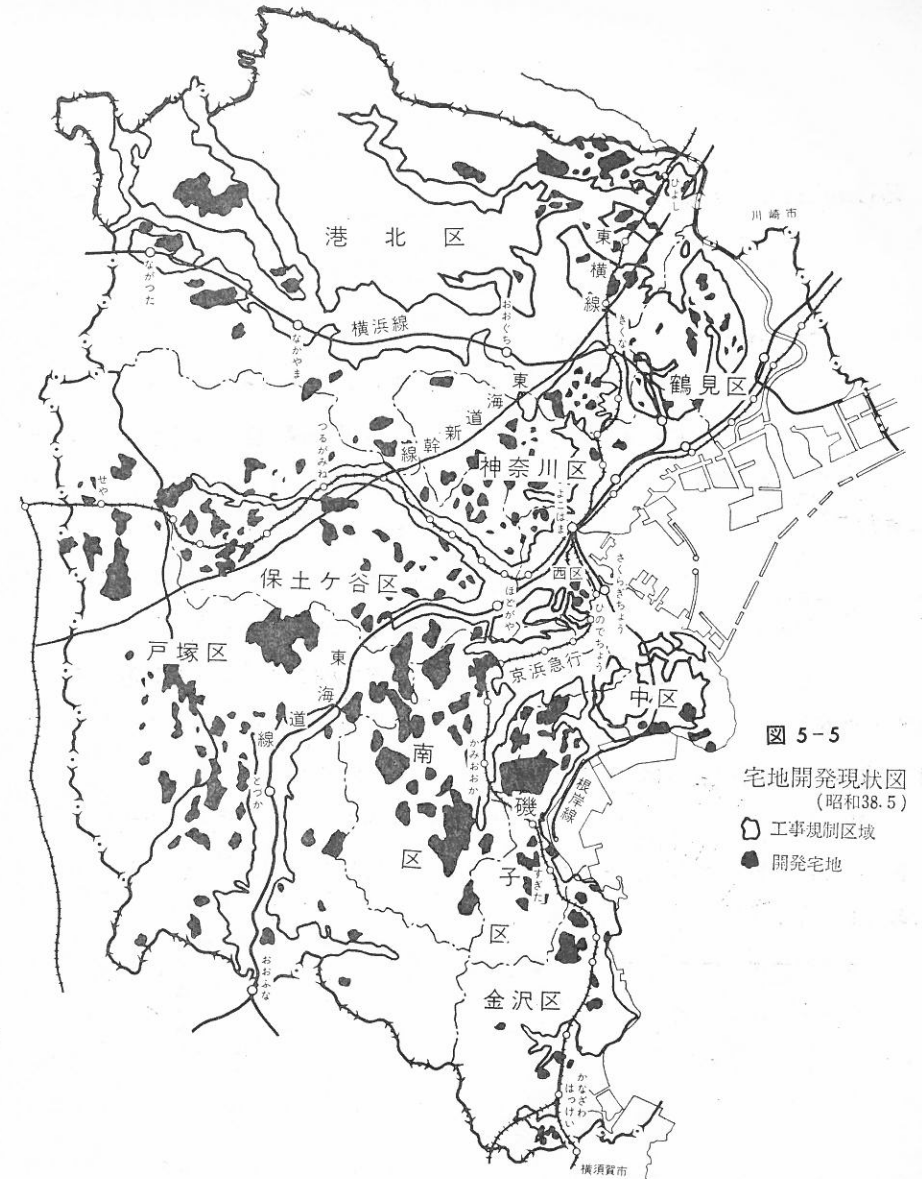 ひよし
川崎市
港北区
東横線
ながつた
おおぐち
横浜線
なかやま
きくな
鶴見区
東海新道幹線
つるがみね
神奈川区
せや
よこはま
さくらぎちょう
西区
保土ケ谷区
ほどがや
ひのでちょう
戸塚区
東海道線
京浜急行
中区
図 5-5
宅地開発現状図
(昭和38.5)
工事規制区域
開発宅地
とつか
南区
かみおおか
根岸線
磯子区
すぎた
おおふな
金沢区
かなざわ
はっけい
横須賀市